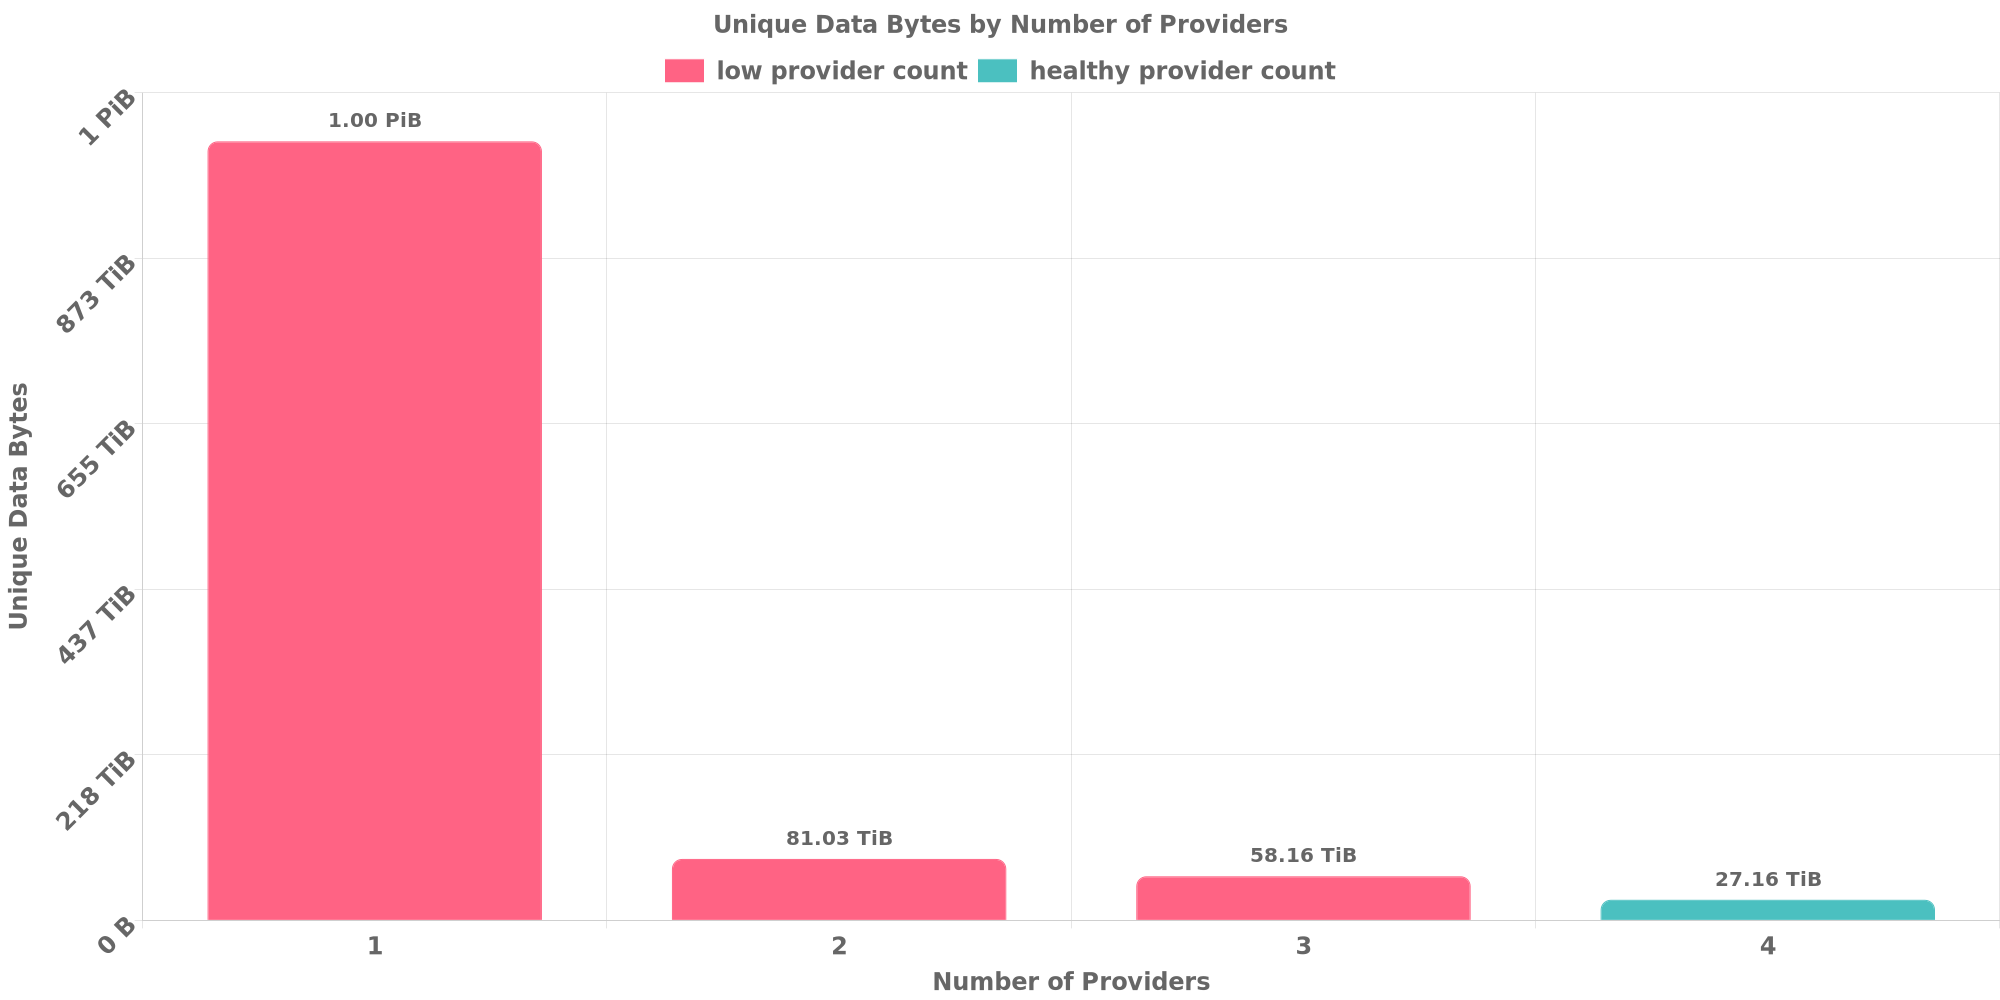 Unique Data Bytes by Number of Providers
low provider count healthy provider count
1 PiB
873 TiB
655 TiB
437 TiB
218 TiB
0 B
Unique Data Bytes
1.00 PiB
81.03 TiB
58.16 TiB
27.16 TiB
1 2 3 4
Number of Providers